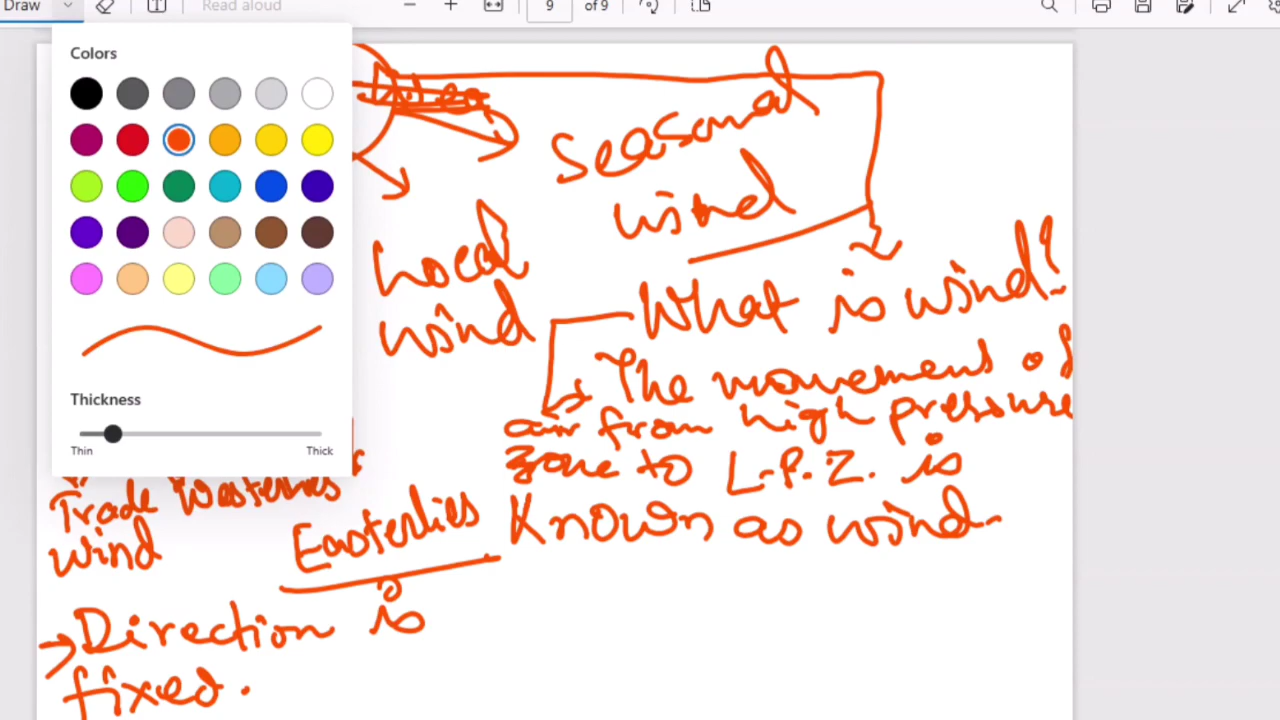 Draw
Read aloud
9 of 9
Colors
Thickness
Thin Thick
Seasonal
wind
Local
wind
What is wind?
The movement of
air from high pressure
zone to L.P.Z. is
Known as wind.
Trade Westerlies
wind
Easterlies
→ Direction is
fixed.